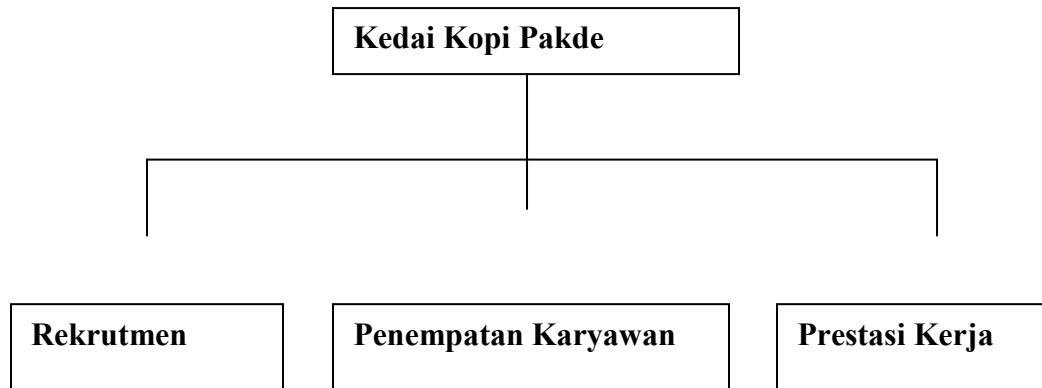 Kedai Kopi Pakde
Rekrutmen
Penempatan Karyawan
Prestasi Kerja